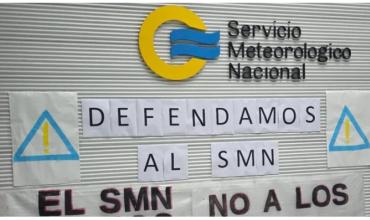 Servicio
Meteorologico
Nacional
DEFENDAMOS
AL SMN
EL SMN
NO A LOS